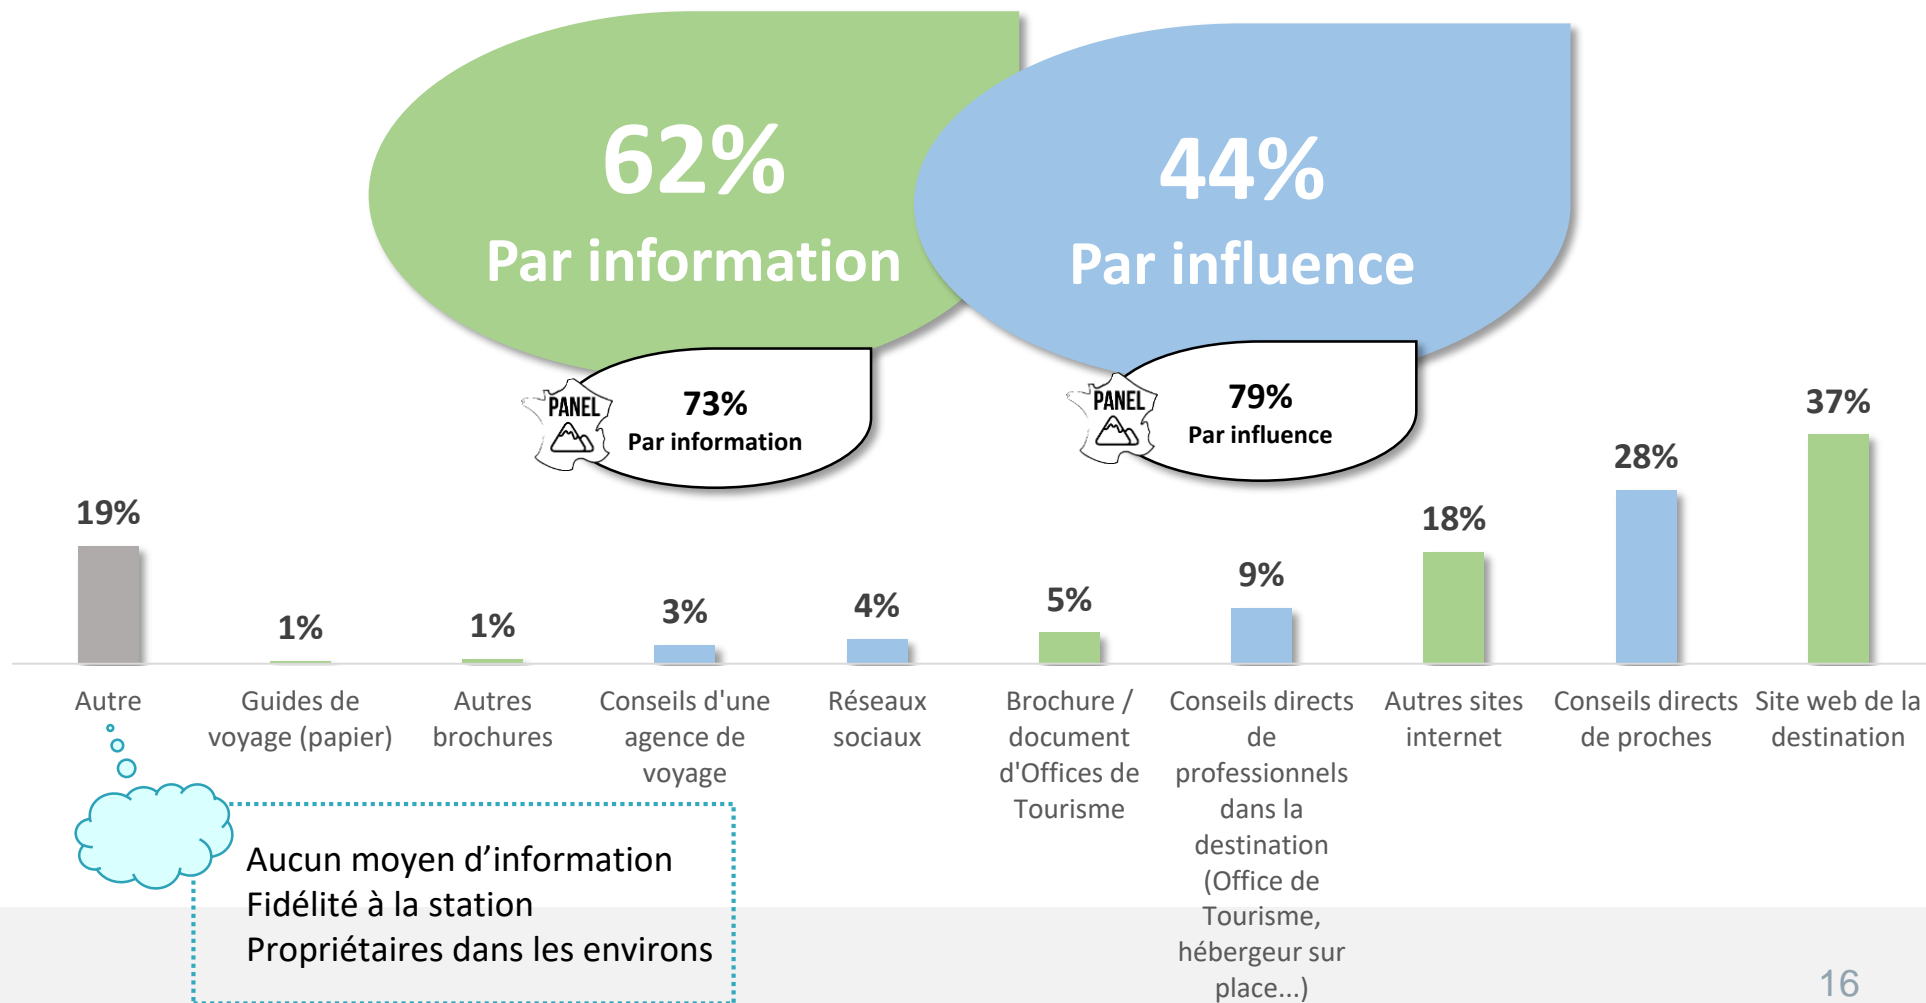 62%
Par information
44%
Par influence
PANEL
73%
Par information
PANEL
79%
Par influence
19%
1%
1%
3%
4%
5%
9%
18%
28%
37%
Autre
Guides de
voyage (papier)
Autres
brochures
Conseils d'une
agence de
voyage
Réseaux
sociaux
Brochure /
document
d'Offices de
Tourisme
Conseils directs
de
professionnels
dans la
destination
(Office de
Tourisme,
hébergeur sur
place...)
Autres sites
internet
Conseils directs
de proches
Site web de la
destination
Aucun moyen d’information
Fidélité à la station
Propriétaires dans les environs
16